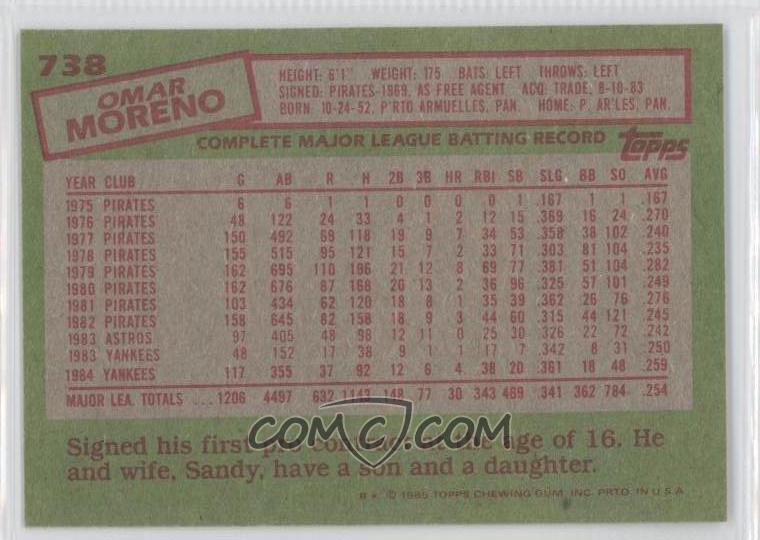 738
OMAR
MORENO
HEIGHT: 6'1" WEIGHT: 175 BATS: LEFT THROWS: LEFT
SIGNED: PIRATES-1969, AS FREE AGENT ACQ: TRADE, 8-10-83
BORN: 10-24-52, P'RTO ARMUELLES, PAN. HOME: P. AR'LES, PAN.
COMPLETE MAJOR LEAGUE BATTING RECORD topps
YEAR CLUB G AB R H 2B 3B HR RBI SB SLG BB SO AVG
1975 PIRATES 6 6 1 1 0 0 0 1 .167 1 1 .167
1976 PIRATES 48 122 24 33 4 1 2 12 15 .369 16 24 .270
1977 PIRATES 150 492 69 118 19 9 7 34 53 .358 38 102 .240
1978 PIRATES 155 515 95 121 15 7 2 33 71 .303 81 104 .235
1979 PIRATES 162 695 110 196 21 12 8 69 77 .381 51 104 .282
1980 PIRATES 162 676 87 168 20 13 2 36 96 .325 57 101 .249
1981 PIRATES 103 434 62 120 18 8 1 35 39 .362 26 76 .276
1982 PIRATES 158 645 82 158 18 9 3 44 60 .315 44 121 .245
1983 ASTROS 97 405 48 98 12 11 0 25 30 .326 22 72 .242
1983 YANKEES 48 152 17 38 9 1 1 17 7 .342 8 31 .250
1984 YANKEES 117 355 37 92 12 6 4 38 20 .361 18 48 .259
MAJOR LEA. TOTALS ... 1206 4497 632 1143 148 77 30 343 469 .341 362 784 .254
COMC.COM
Signed his first pro contract at the age of 16. He
and wife, Sandy, have a son and a daughter.
B * © 1985 TOPPS CHEWING GUM, INC. PRTD. IN U.S.A.